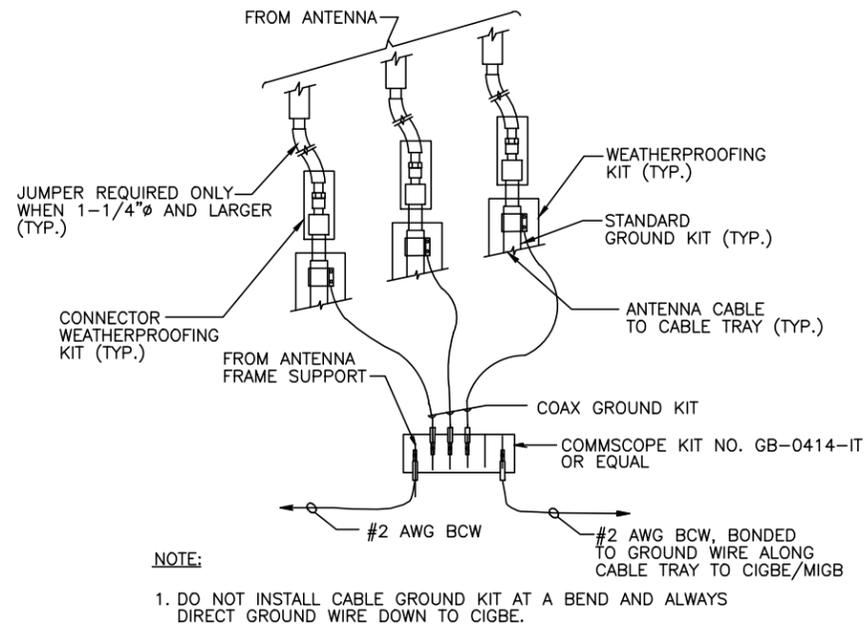 FROM ANTENNA
JUMPER REQUIRED ONLY
WHEN 1-1/4"ø AND LARGER
(TYP.)
WEATHERPROOFING
KIT (TYP.)
STANDARD
GROUND KIT (TYP.)
CONNECTOR
WEATHERPROOFING
KIT (TYP.)
ANTENNA CABLE
TO CABLE TRAY (TYP.)
FROM ANTENNA
FRAME SUPPORT
COAX GROUND KIT
COMMSCOPE KIT NO. GB-0414-IT
OR EQUAL
#2 AWG BCW
#2 AWG BCW, BONDED
TO GROUND WIRE ALONG
CABLE TRAY TO CIGBE/MIGB
NOTE:
1. DO NOT INSTALL CABLE GROUND KIT AT A BEND AND ALWAYS
DIRECT GROUND WIRE DOWN TO CIGBE.